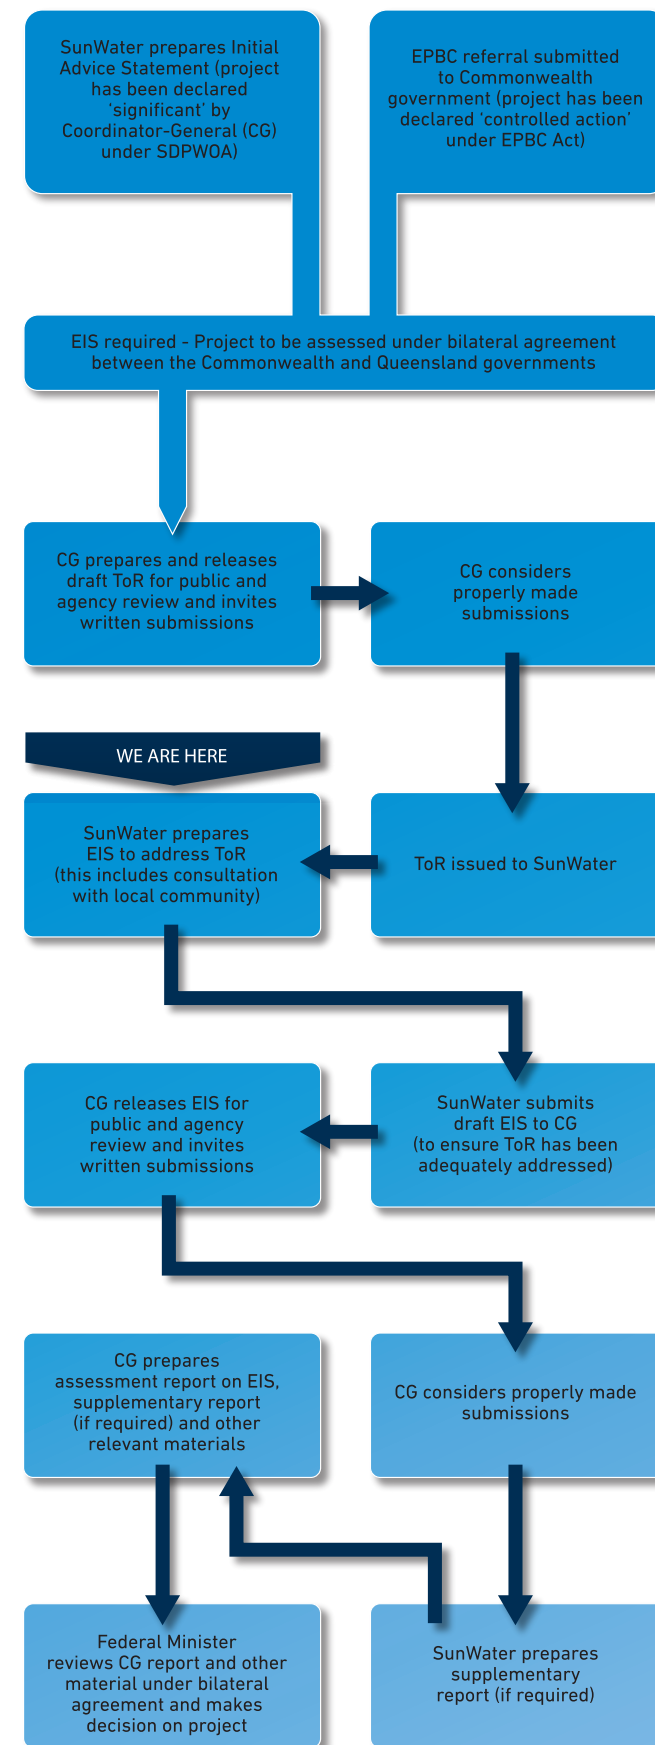 SunWater prepares Initial
Advice Statement (project
has been declared
‘significant’ by
Coordinator-General (CG)
under SDPWOA)
EPBC referral submitted
to Commonwealth
government (project has been
declared ‘controlled action’
under EPBC Act)
EIS required - Project to be assessed under bilateral agreement
between the Commonwealth and Queensland governments
CG prepares and releases
draft ToR for public and
agency review and invites
written submissions
CG considers
properly made
submissions
WE ARE HERE
SunWater prepares
EIS to address ToR
(this includes consultation
with local community)
ToR issued to SunWater
CG releases EIS for
public and agency
review and invites
written submissions
SunWater submits
draft EIS to CG
(to ensure ToR has been
adequately addressed)
CG prepares
assessment report on EIS,
supplementary report
(if required) and other
relevant materials
CG considers properly made
submissions
Federal Minister
reviews CG report and other
material under bilateral
agreement and makes
decision on project
SunWater prepares
supplementary
report (if required)